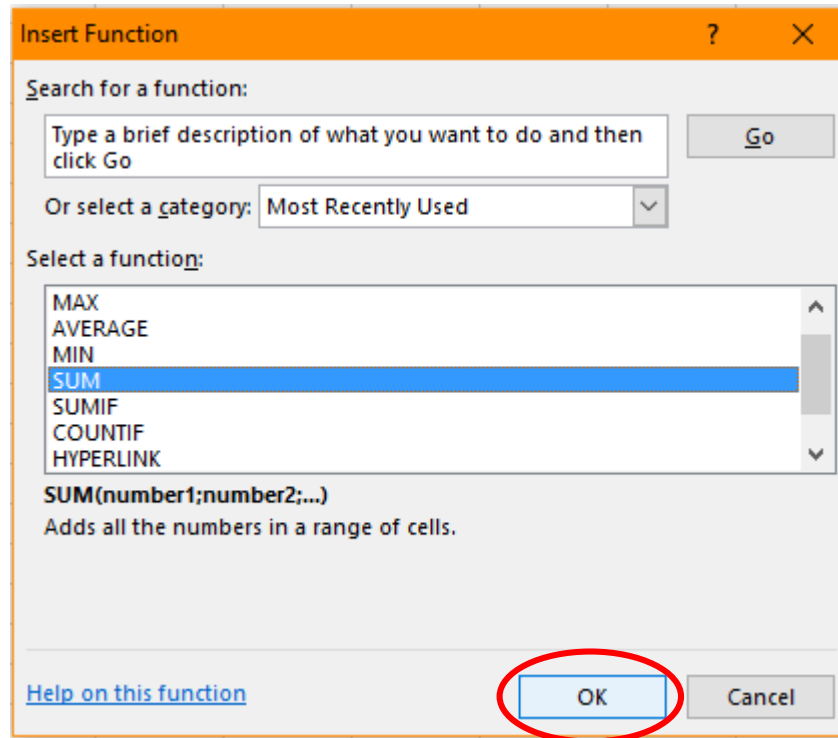 Insert Function ?
Search for a function:
Type a brief description of what you want to do and then
click Go
Go
Or select a category: Most Recently Used
Select a function:
MAX
AVERAGE
MIN
SUM
SUMIF
COUNTIF
HYPERLINK
SUM(number1;number2;...)
Adds all the numbers in a range of cells.
Help on this function
OK
Cancel